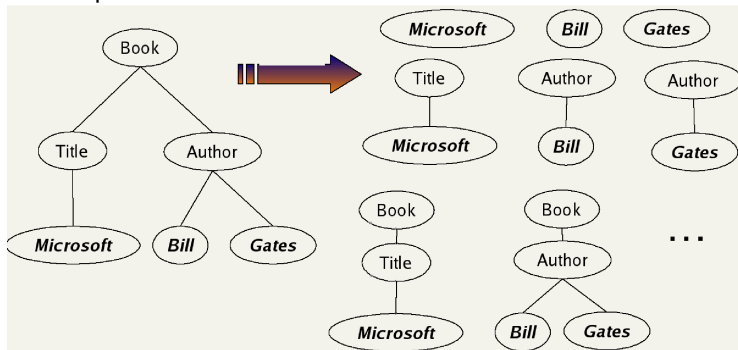 Book
Title
Author
Microsoft
Bill
Gates
Microsoft
Bill
Gates
Title
Author
Author
Microsoft
Bill
Gates
Book
Book
Title
Author
...
Microsoft
Bill
Gates